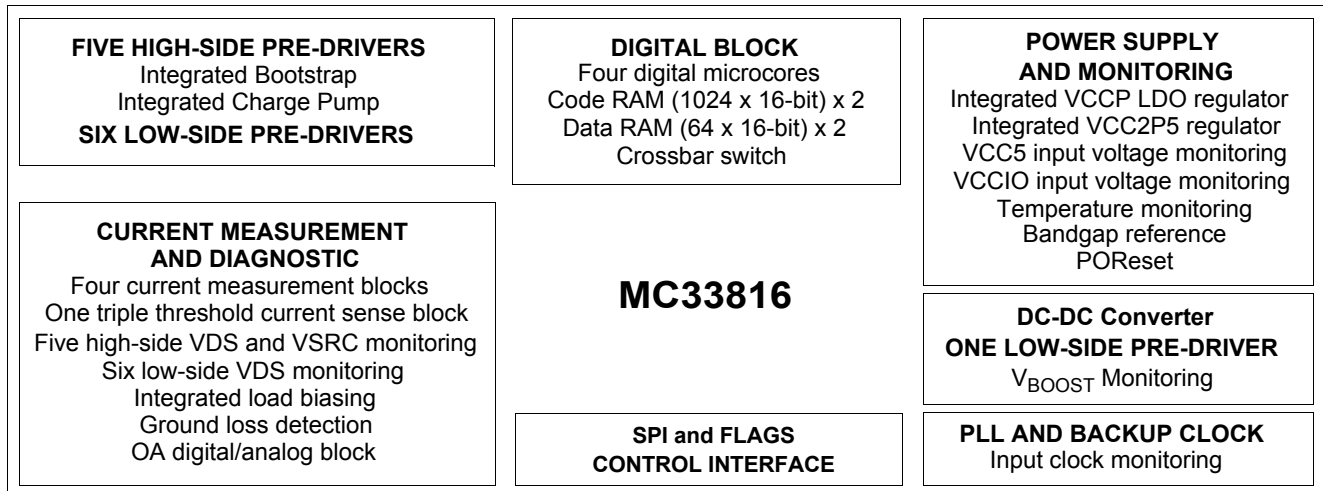 FIVE HIGH-SIDE PRE-DRIVERS
Integrated Bootstrap
Integrated Charge Pump
SIX LOW-SIDE PRE-DRIVERS
CURRENT MEASUREMENT
AND DIAGNOSTIC
Four current measurement blocks
One triple threshold current sense block
Five high-side VDS and VSRC monitoring
Six low-side VDS monitoring
Integrated load biasing
Ground loss detection
OA digital/analog block
DIGITAL BLOCK
Four digital microcores
Code RAM (1024 x 16-bit) x 2
Data RAM (64 x 16-bit) x 2
Crossbar switch
MC33816
SPI and FLAGS
CONTROL INTERFACE
POWER SUPPLY
AND MONITORING
Integrated VCCP LDO regulator
Integrated VCC2P5 regulator
VCC5 input voltage monitoring
VCCIO input voltage monitoring
Temperature monitoring
Bandgap reference
POReset
DC-DC Converter
ONE LOW-SIDE PRE-DRIVER
VBOOST Monitoring
PLL AND BACKUP CLOCK
Input clock monitoring